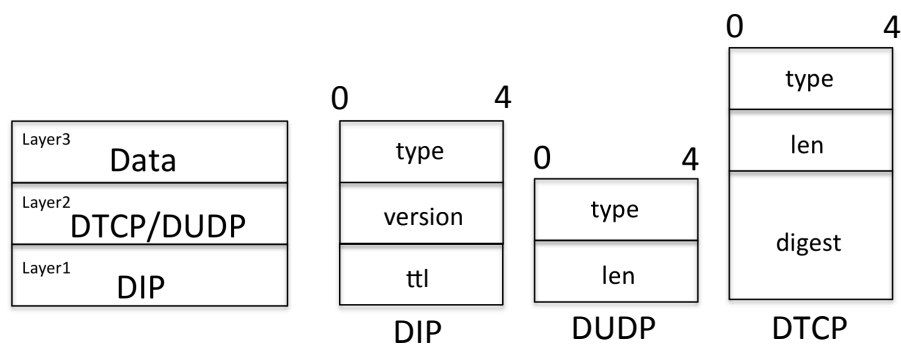 Layer3
Data
Layer2
DTCP/DUDP
Layer1
DIP
0 4
type
version
ttl
DIP
0 4
type
len
DUDP
0 4
type
len
digest
DTCP